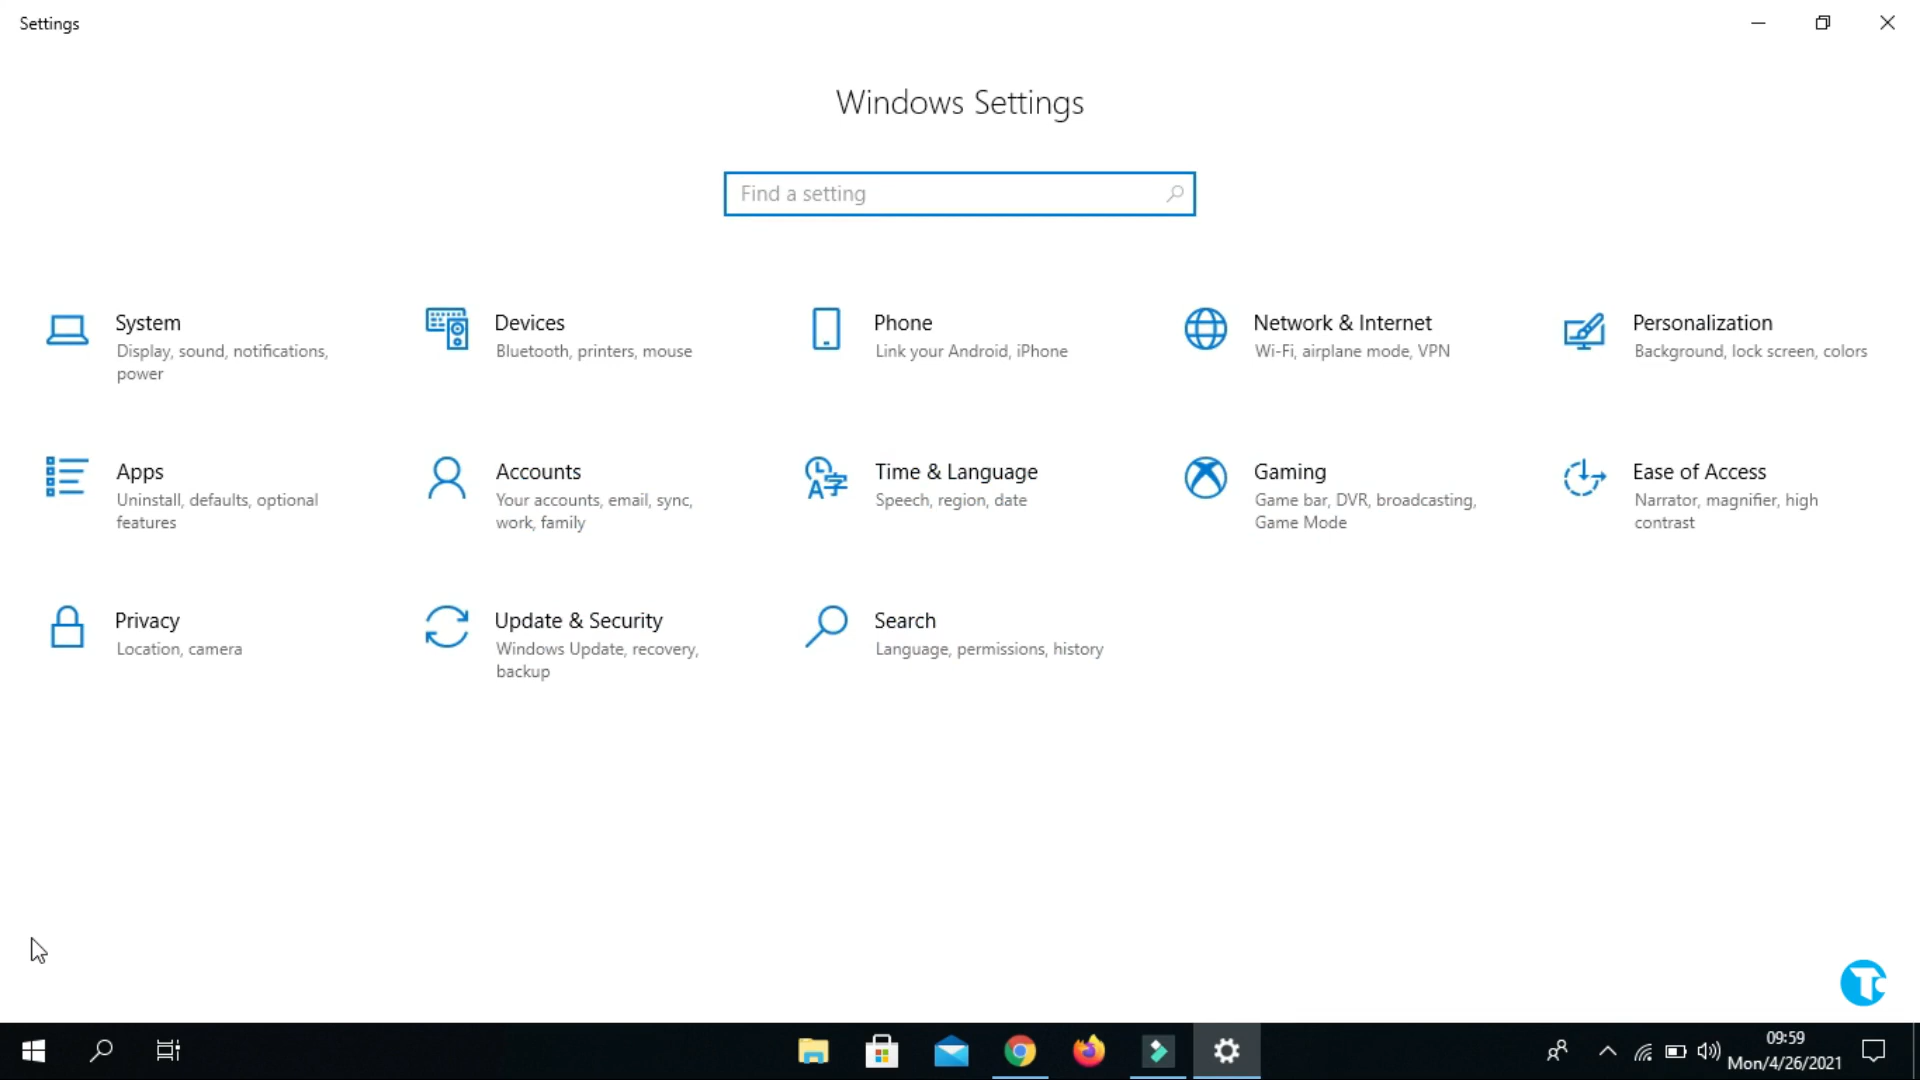 Settings
Windows Settings
Find a setting
System
Display, sound, notifications,
power
Devices
Bluetooth, printers, mouse
Phone
Link your Android, iPhone
Network & Internet
Wi-Fi, airplane mode, VPN
Personalization
Background, lock screen, colors
Apps
Uninstall, defaults, optional
features
Accounts
Your accounts, email, sync,
work, family
Time & Language
Speech, region, date
Gaming
Game bar, DVR, broadcasting,
Game Mode
Ease of Access
Narrator, magnifier, high
contrast
Privacy
Location, camera
Update & Security
Windows Update, recovery,
backup
Search
Language, permissions, history
09:59
Mon/4/26/2021